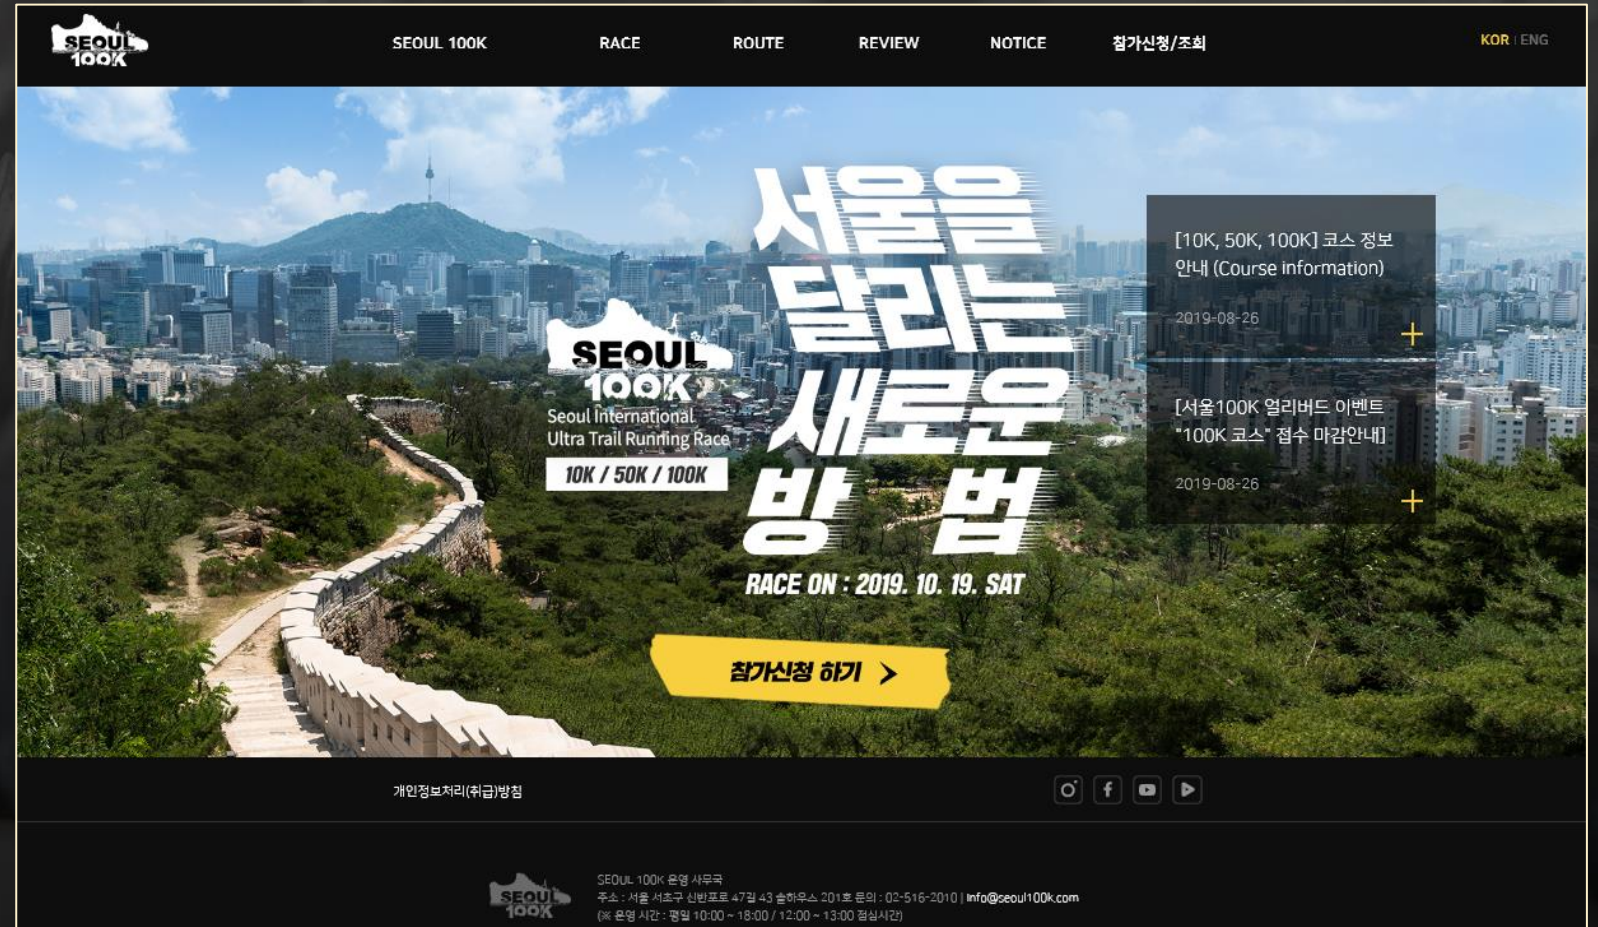 SEOUL
100K
SEOUL 100K
RACE
ROUTE
REVIEW
NOTICE
참가신청/조회
KOR | ENG
서울을
달리는
새로운
방 법
SEOUL
100K
Seoul International
Ultra Trail Running Race
10K / 50K / 100K
RACE ON : 2019. 10. 19. SAT
참가신청 하기 >
[10K, 50K, 100K] 코스 정보
안내 (Course information)
2019-08-26
[서울100K 얼리버드 이벤트
"100K 코스" 접수 마감안내]
2019-08-26
개인정보처리(취급)방침
SEOUL
100K
SEOUL 100K 운영 사무국
주소 : 서울 서초구 신반포로 47길 43 솔하우스 201호 문의 : 02-516-2010 | info@seoul100k.com
(※ 운영 시간 : 평일 10:00 ~ 18:00 / 12:00 ~ 13:00 점심시간)